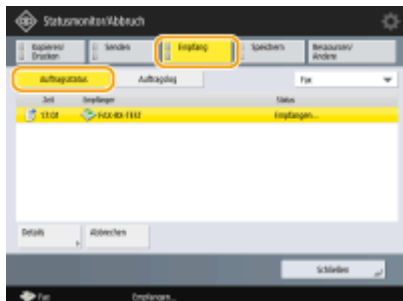 Statusmonitor/Abbruch
Kopieren/
Drucken
Senden
Empfang
Speichern
Ressourcen/
Andere
Auftragsstatus
Auftragslog
Fax
Zeit
Empfänger
Status
17:01
FAX-RX-TEST
Empfangen...
Details
Abbrechen
Schließen
Fax
Empfangen...